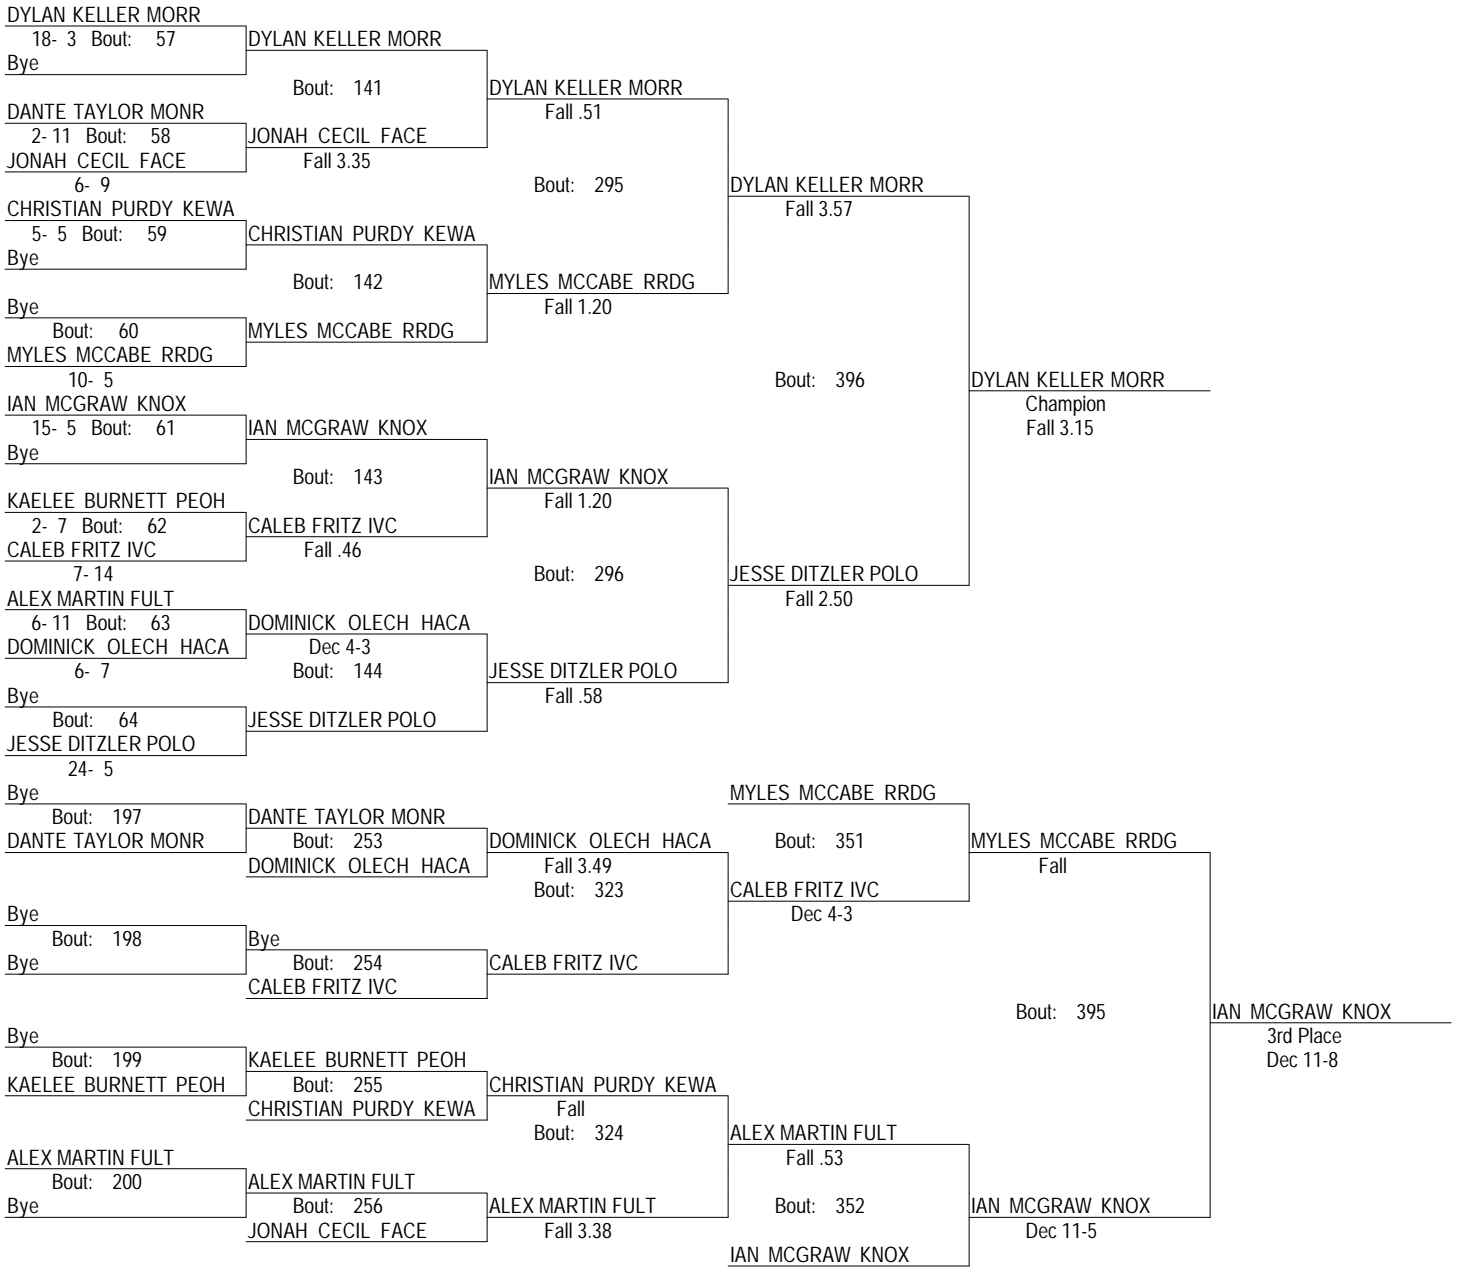 DYLAN KELLER MORR
18- 3 Bout: 57
DYLAN KELLER MORR
Bye
Bout: 141
DYLAN KELLER MORR
DANTE TAYLOR MONR
Fall .51
2- 11 Bout: 58
JONAH CECIL FACE
JONAH CECIL FACE
Fall 3.35
6- 9
Bout: 295
DYLAN KELLER MORR
CHRISTIAN PURDY KEWA
Fall 3.57
5- 5 Bout: 59
CHRISTIAN PURDY KEWA
Bye
Bout: 142
MYLES MCCABE RRDG
Bye
Fall 1.20
Bout: 60
MYLES MCCABE RRDG
MYLES MCCABE RRDG
10- 5
Bout: 396
DYLAN KELLER MORR
IAN MCGRAW KNOX
Champion
15- 5 Bout: 61
IAN MCGRAW KNOX
Fall 3.15
Bye
Bout: 143
IAN MCGRAW KNOX
KAELEE BURNETT PEOH
Fall 1.20
2- 7 Bout: 62
CALEB FRITZ IVC
CALEB FRITZ IVC
Fall .46
7- 14
Bout: 296
JESSE DITZLER POLO
ALEX MARTIN FULT
Fall 2.50
6- 11 Bout: 63
DOMINICK OLECH HACA
DOMINICK OLECH HACA
Dec 4-3
6- 7
Bout: 144
JESSE DITZLER POLO
Bye
Fall .58
Bout: 64
JESSE DITZLER POLO
JESSE DITZLER POLO
24- 5
Bye
MYLES MCCABE RRDG
Bout: 197
DANTE TAYLOR MONR
DANTE TAYLOR MONR
Bout: 253
DOMINICK OLECH HACA
Bout: 351
MYLES MCCABE RRDG
DOMINICK OLECH HACA
Fall 3.49
Fall
Bout: 323
CALEB FRITZ IVC
Bye
Dec 4-3
Bout: 198
Bye
Bye
Bout: 254
CALEB FRITZ IVC
CALEB FRITZ IVC
Bout: 395
IAN MCGRAW KNOX
Bye
3rd Place
Bout: 199
KAELEE BURNETT PEOH
Dec 11-8
KAELEE BURNETT PEOH
Bout: 255
CHRISTIAN PURDY KEWA
CHRISTIAN PURDY KEWA
Fall
Bout: 324
ALEX MARTIN FULT
ALEX MARTIN FULT
Fall .53
Bout: 200
ALEX MARTIN FULT
Bye
Bout: 256
ALEX MARTIN FULT
Bout: 352
IAN MCGRAW KNOX
JONAH CECIL FACE
Fall 3.38
Dec 11-5
IAN MCGRAW KNOX